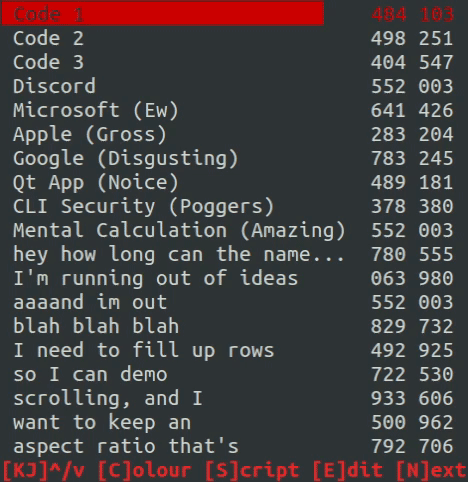 Code 1 484 103
Code 2 498 251
Code 3 404 547
Discord 552 003
Microsoft (Ew) 641 426
Apple (Gross) 283 204
Google (Disgusting) 783 245
Qt App (Noice) 489 181
CLI Security (Poggers) 378 380
Mental Calculation (Amazing) 552 003
hey how long can the name... 780 555
I'm running out of ideas 063 980
aaaand im out 552 003
blah blah blah 829 732
I need to fill up rows 492 925
so I can demo 722 530
scrolling, and I 933 606
want to keep an 500 962
aspect ratio that's 792 706
[KJ]^/v [C]olour [S]cript [E]dit [N]ext